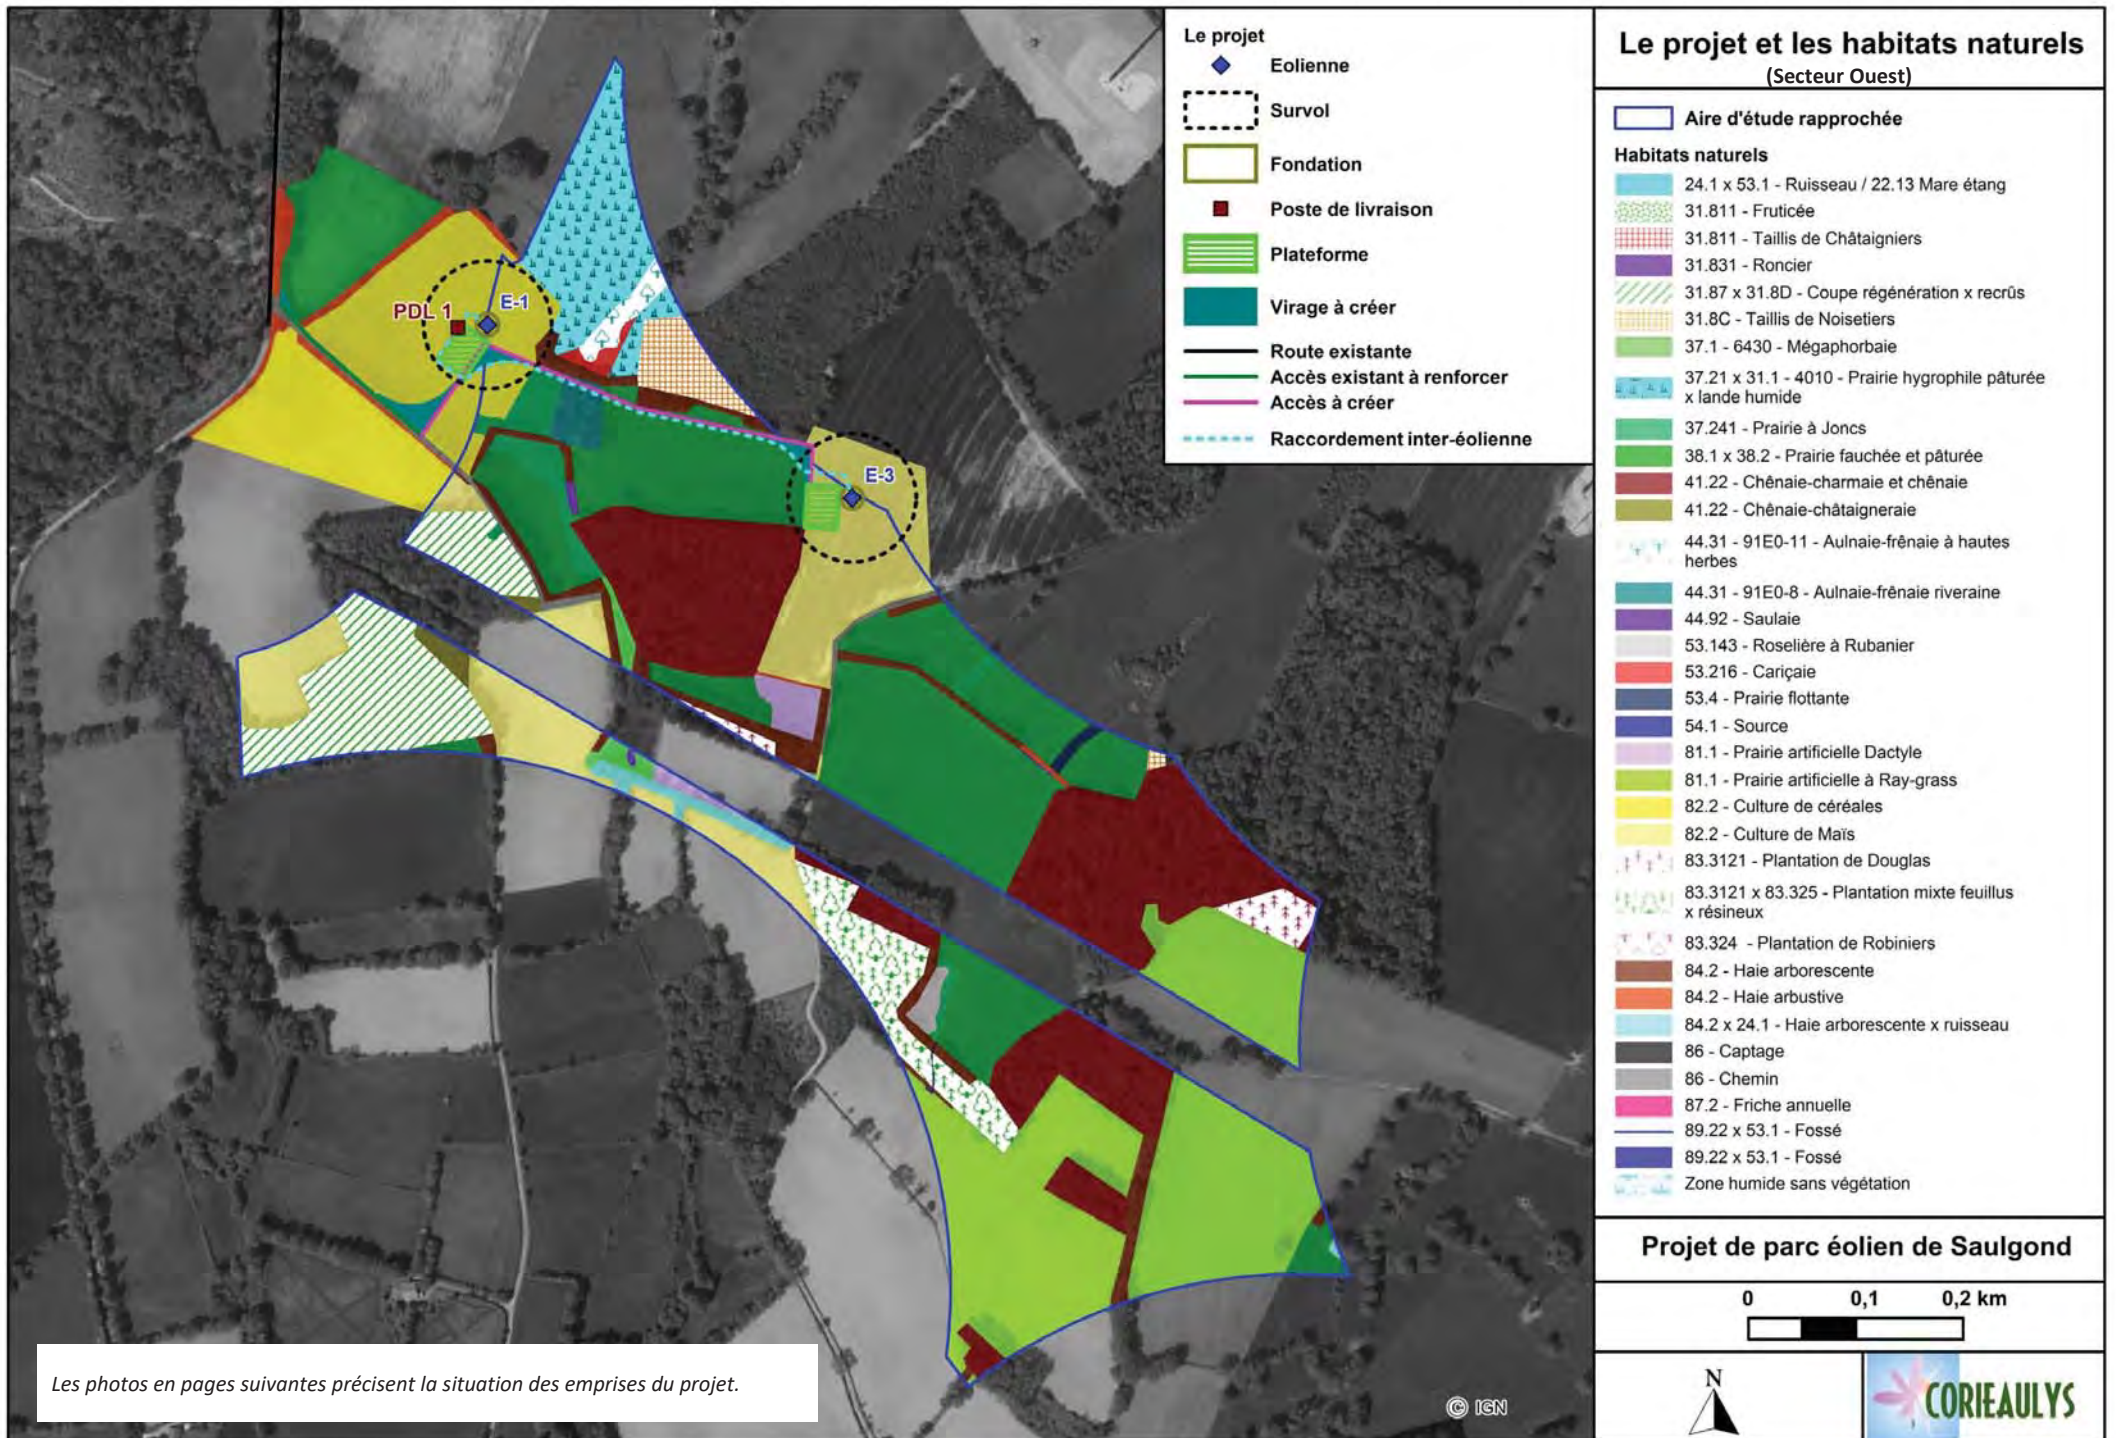 PDL 1
E-1
E-3
Les photos en pages suivantes précisent la situation des emprises du projet.
© IGN
Le projet
Eolienne
Survol
Fondation
Poste de livraison
Plateforme
Virage à créer
Route existante
Accès existant à renforcer
Accès à créer
Raccordement inter-éolienne
Le projet et les habitats naturels
(Secteur Ouest)
Aire d'étude rapprochée
Habitats naturels
24.1 x 53.1 - Ruisseau / 22.13 Mare étang
31.811 - Fruticée
31.811 - Taillis de Châtaigniers
31.831 - Roncier
31.87 x 31.8D - Coupe régénération x recrûs
31.8C - Taillis de Noisetiers
37.1 - 6430 - Mégaphorbaie
37.21 x 31.1 - 4010 - Prairie hygrophile pâturée
x lande humide
37.241 - Prairie à Joncs
38.1 x 38.2 - Prairie fauchée et pâturée
41.22 - Chênaie-charmaie et chênaie
41.22 - Chênaie-châtaigneraie
44.31 - 91E0-11 - Aulnaie-frênaie à hautes
herbes
44.31 - 91E0-8 - Aulnaie-frênaie riveraine
44.92 - Saulaie
53.143 - Roselière à Rubanier
53.216 - Cariçaie
53.4 - Prairie flottante
54.1 - Source
81.1 - Prairie artificielle Dactyle
81.1 - Prairie artificielle à Ray-grass
82.2 - Culture de céréales
82.2 - Culture de Maïs
83.3121 - Plantation de Douglas
83.3121 x 83.325 - Plantation mixte feuillus
x résineux
83.324 - Plantation de Robiniers
84.2 - Haie arborescente
84.2 - Haie arbustive
84.2 x 24.1 - Haie arborescente x ruisseau
86 - Captage
86 - Chemin
87.2 - Friche annuelle
89.22 x 53.1 - Fossé
89.22 x 53.1 - Fossé
Zone humide sans végétation
Projet de parc éolien de Saulgond
0 0,1 0,2 km
N
CORIEAULYS